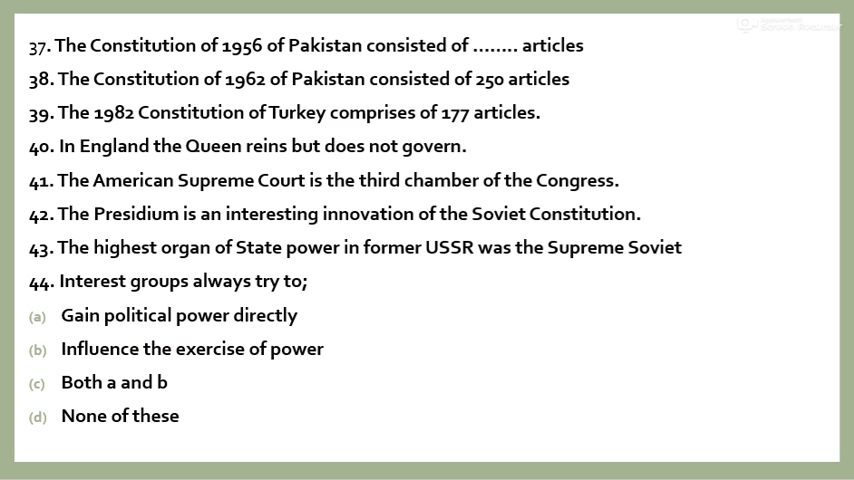 37. The Constitution of 1956 of Pakistan consisted of ........ articles
38. The Constitution of 1962 of Pakistan consisted of 250 articles
39. The 1982 Constitution of Turkey comprises of 177 articles.
40. In England the Queen reins but does not govern.
41. The American Supreme Court is the third chamber of the Congress.
42. The Presidium is an interesting innovation of the Soviet Constitution.
43. The highest organ of State power in former USSR was the Supreme Soviet
44. Interest groups always try to;
(a) Gain political power directly
(b) Influence the exercise of power
(c) Both a and b
(d) None of these